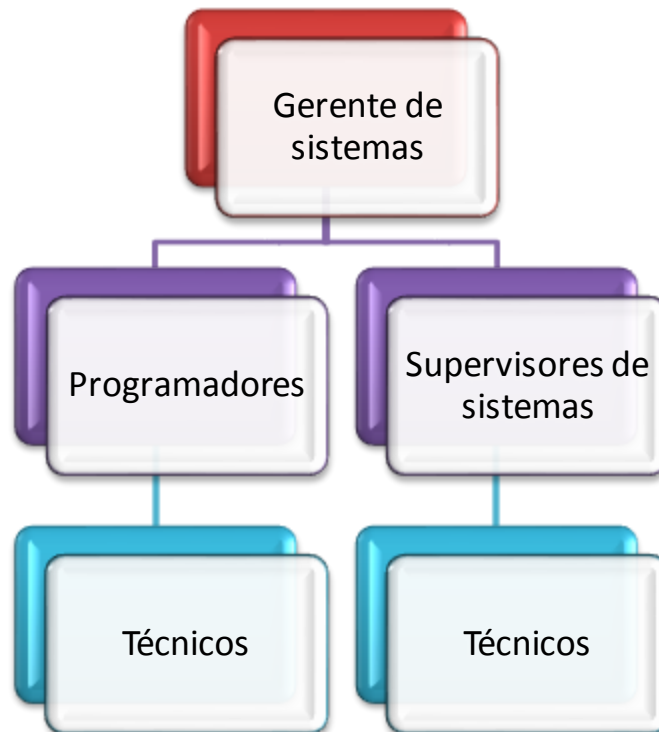 Gerente de
sistemas
Programadores
Supervisores de
sistemas
Técnicos
Técnicos